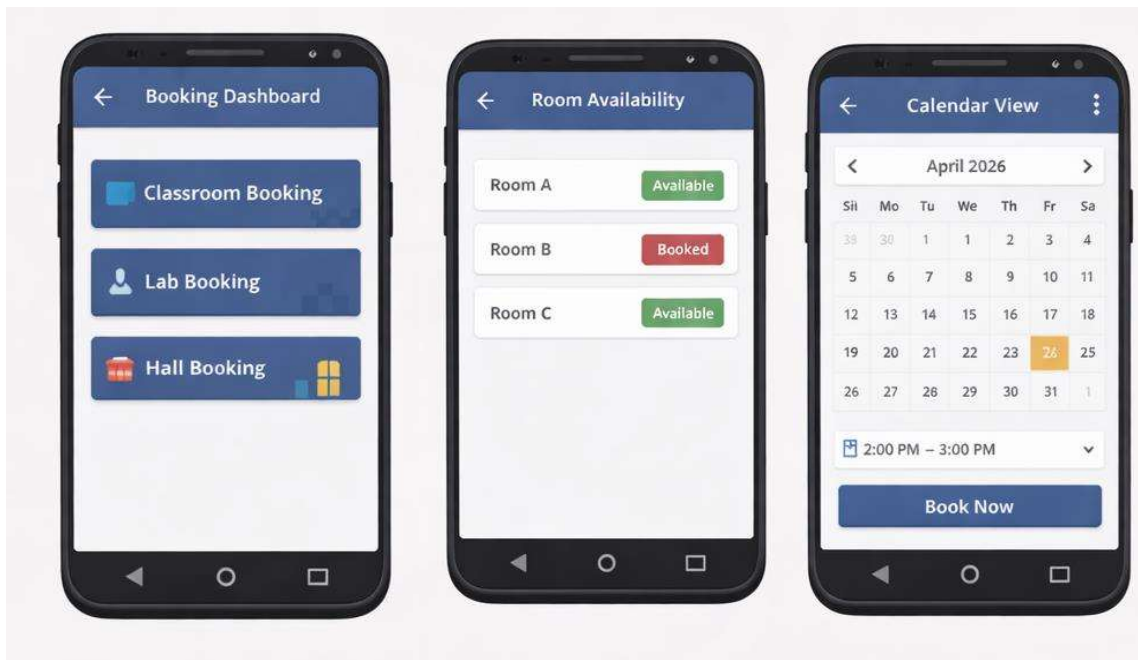 Booking Dashboard
Classroom Booking
Lab Booking
Hall Booking
Room Availability
Room A Available
Room B Booked
Room C Available
Calendar View
April 2026
Sii Mo Tu We Th Fr Sa
30 1 1 2 3 4
5 6 7 8 9 10 11
12 13 14 15 16 17 18
19 20 21 22 23 25
26 27 28 29 30 31 1
2:00 PM – 3:00 PM
Book Now